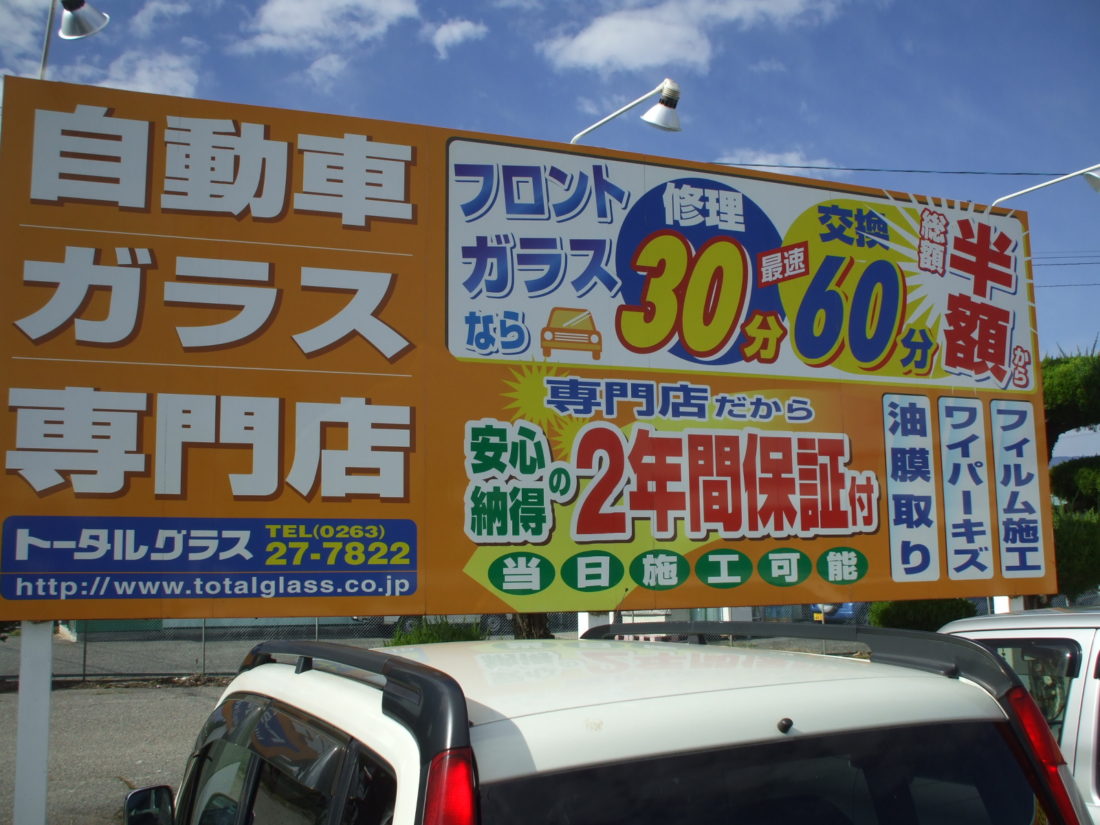 自動車
ガラス
専門店
トータルグラス
TEL(0263)
27-7822
http://www.totalglass.co.jp
フロント
ガラス
なら
修理
30分
最速
交換
60分
総額
半額から
専門店だから
安心
納得
の2年間保証付
当日施工可能
油膜取り
ワイパーキズ
フィルム施工